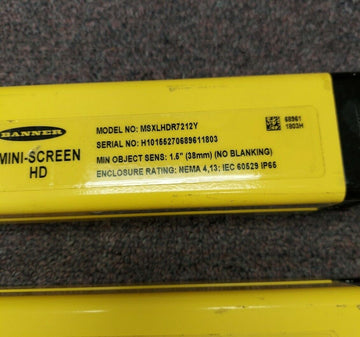 BANNER
MINI-SCREEN
HD
MODEL NO: MSXLHDR7212Y
SERIAL NO: H10155270689611803
MIN OBJECT SENS: 1.5" (38mm) (NO BLANKING)
ENCLOSURE RATING: NEMA 4,13; IEC 60529 IP65
68961
1803H